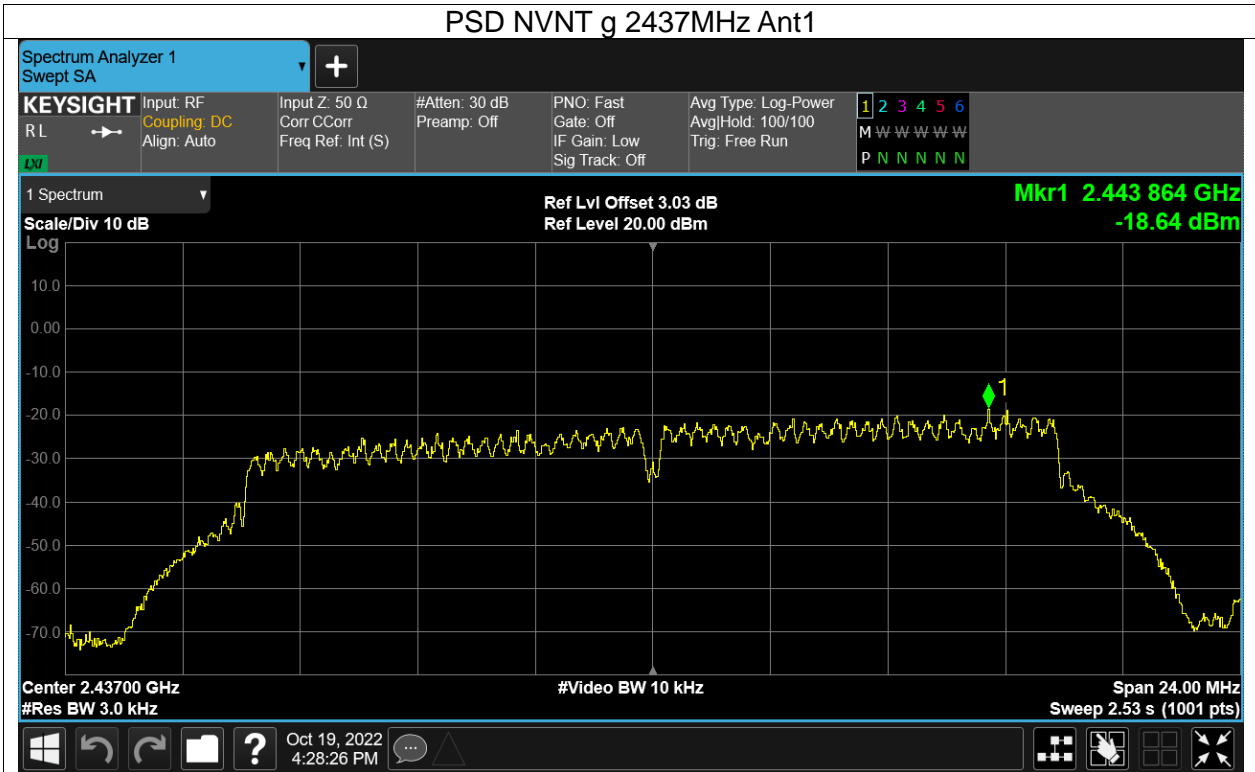 PSD NVNT g 2437MHz Ant1
Spectrum Analyzer 1
Swept SA
KEYSIGHT
RL
LXI
Input: RF
Coupling: DC
Align: Auto
Input Z: 50 Ω
Corr CCorr
Freq Ref: Int (S)
#Atten: 30 dB
Preamp: Off
PNO: Fast
Gate: Off
IF Gain: Low
Sig Track: Off
Avg Type: Log-Power
Avg|Hold: 100/100
Trig: Free Run
1 2 3 4 5 6
M W W W W W
P N N N N N
1 Spectrum
Scale/Div 10 dB
Log
Ref Lvl Offset 3.03 dB
Ref Level 20.00 dBm
Mkr1 2.443 864 GHz
-18.64 dBm
10.0
0.00
-10.0
-20.0
-30.0
-40.0
-50.0
-60.0
-70.0
1
Center 2.43700 GHz
#Res BW 3.0 kHz
#Video BW 10 kHz
Span 24.00 MHz
Sweep 2.53 s (1001 pts)
?
Oct 19, 2022
4:28:26 PM